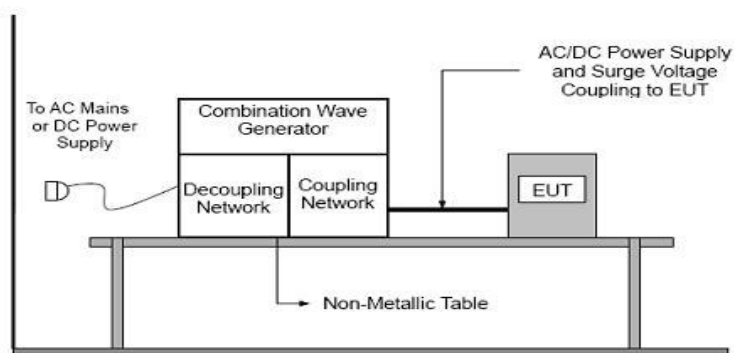 AC/DC Power Supply
and Surge Voltage
Coupling to EUT
To AC Mains
or DC Power
Supply
Combination Wave
Generator
Decoupling
Network
Coupling
Network
EUT
Non-Metallic Table